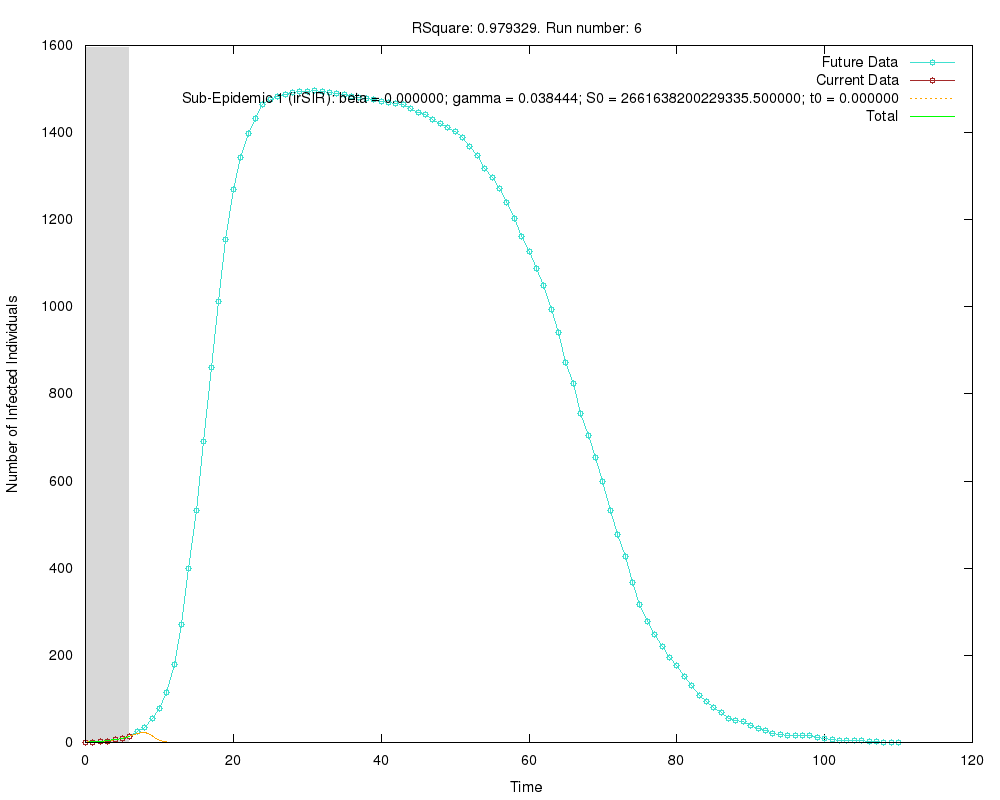 RSquare: 0.979329. Run number: 6
Future Data
Current Data
Sub-Epidemic 1 (irSIR): beta = 0.000000; gamma = 0.038444; S0 = 2661638200229335.500000; t0 = 0.000000
Total
Number of Infected Individuals
1600
1400
1200
1000
800
600
400
200
0
0 20 40 60 80 100 120
Time